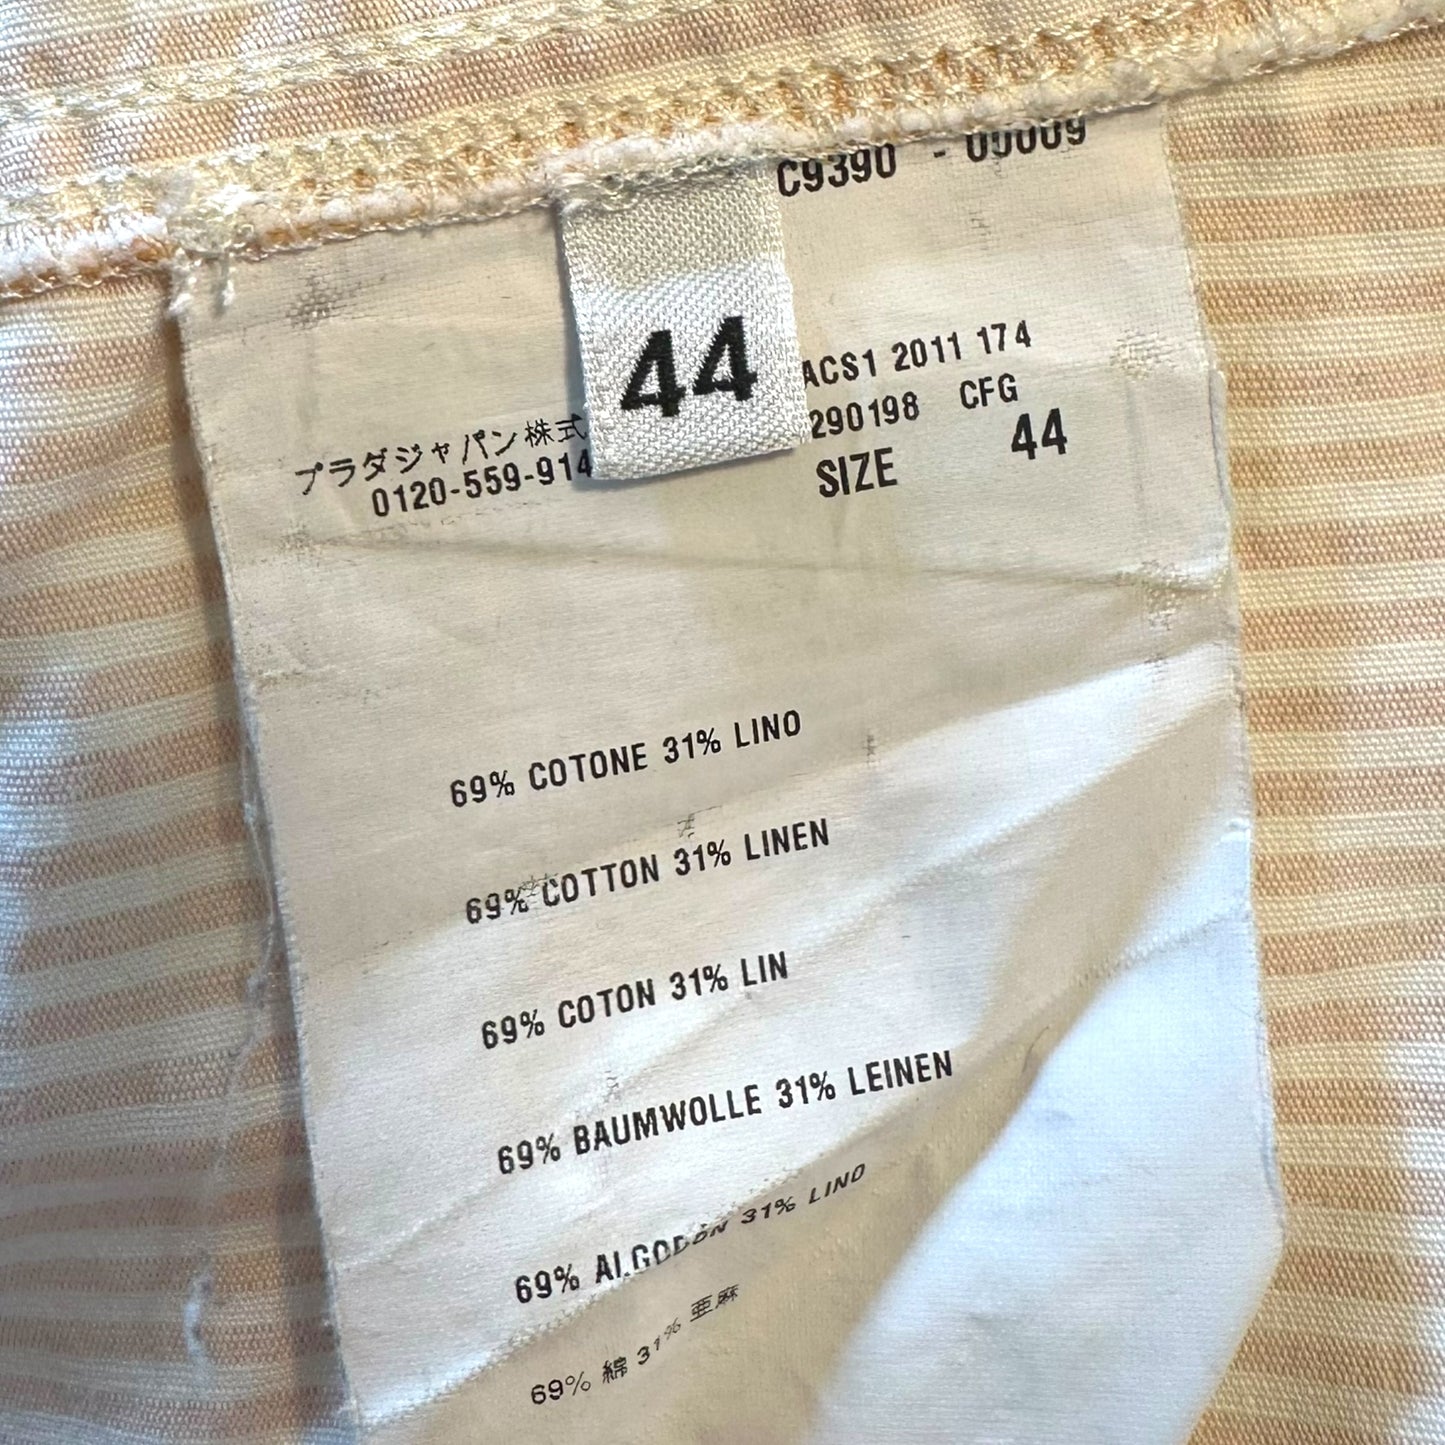 C9390 - 00009
44
ACS1 2011 174
290198 CFG
SIZE 44
プラダジャパン株式
0120-559-914
69% COTONE 31% LINO
69% COTTON 31% LINEN
69% COTON 31% LIN
69% BAUMWOLLE 31% LEINEN
69% ALGODÓN 31% LINO
69% 綿 31% 亜麻